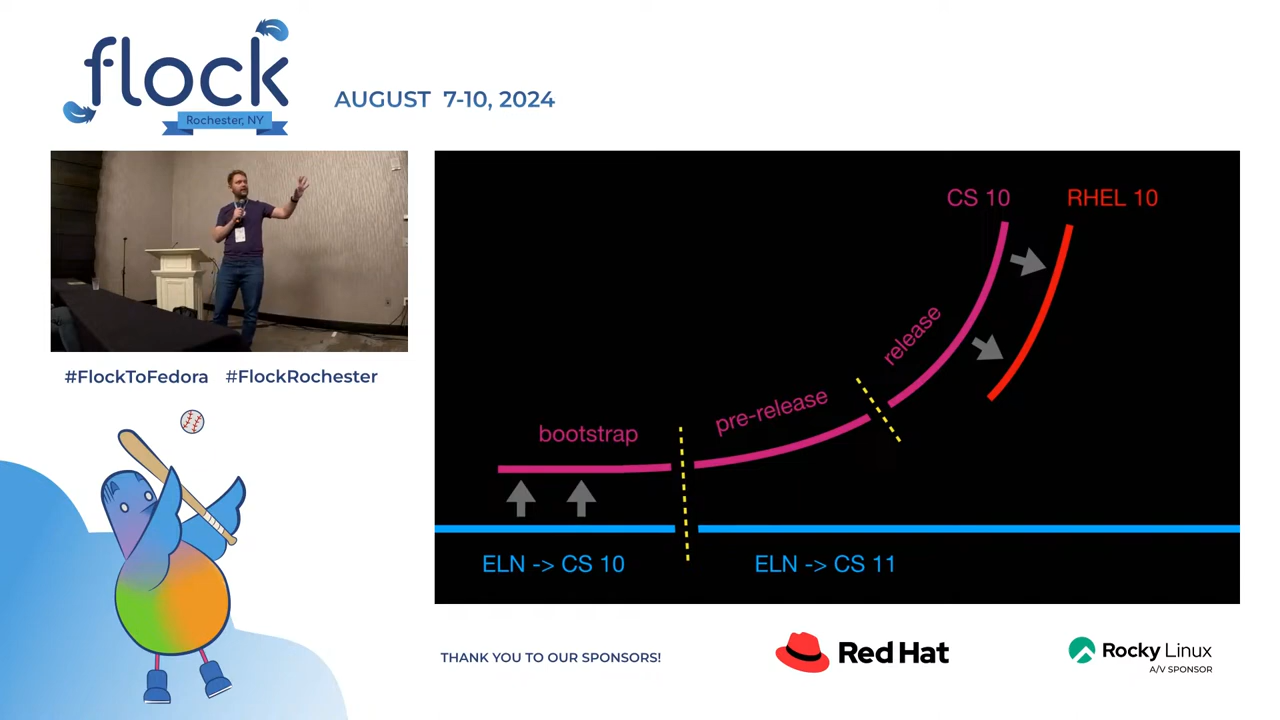 flock
Rochester, NY
AUGUST 7-10, 2024
CS 10
RHEL 10
release
pre-release
bootstrap
ELN -> CS 10
ELN -> CS 11
#FlockToFedora #FlockRochester
THANK YOU TO OUR SPONSORS!
Red Hat
Rocky Linux
A/V SPONSOR